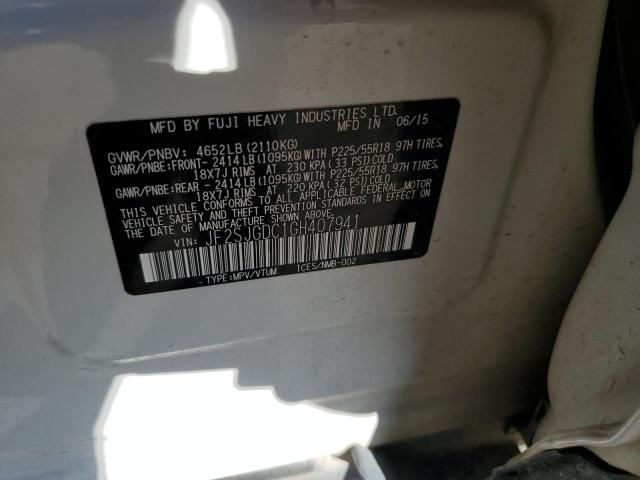 MFD BY FUJI HEAVY INDUSTRIES LTD.
MFD IN 06/15
GVWR/PNBV: 4652LB (2110KG)
GAWR/PNBE:FRONT- 2414LB (1095KG)WITH P225/55R18 97H TIRES,
18X7J RIMS AT 230 KPA (33 PSI)COLD
GAWR/PNBE:REAR - 2414LB (1095KG)WITH P225/55R18 97H TIRES,
18X7J RIMS AT 220 KPA (32 PSI)COLD
THIS VEHICLE CONFORMS TO ALL APPLICABLE FEDERAL MOTOR
VEHICLE SAFETY STANDARDS
VEHICLE SAFETY AND THEFT PREVENTION STANDARDS IN EFFECT ON THE DATE OF MANUFACTURE SHOWN ABOVE.
VIN: JF2SJGDC1GH407941
TYPE:MPV/VTUM ICES/NMB-002